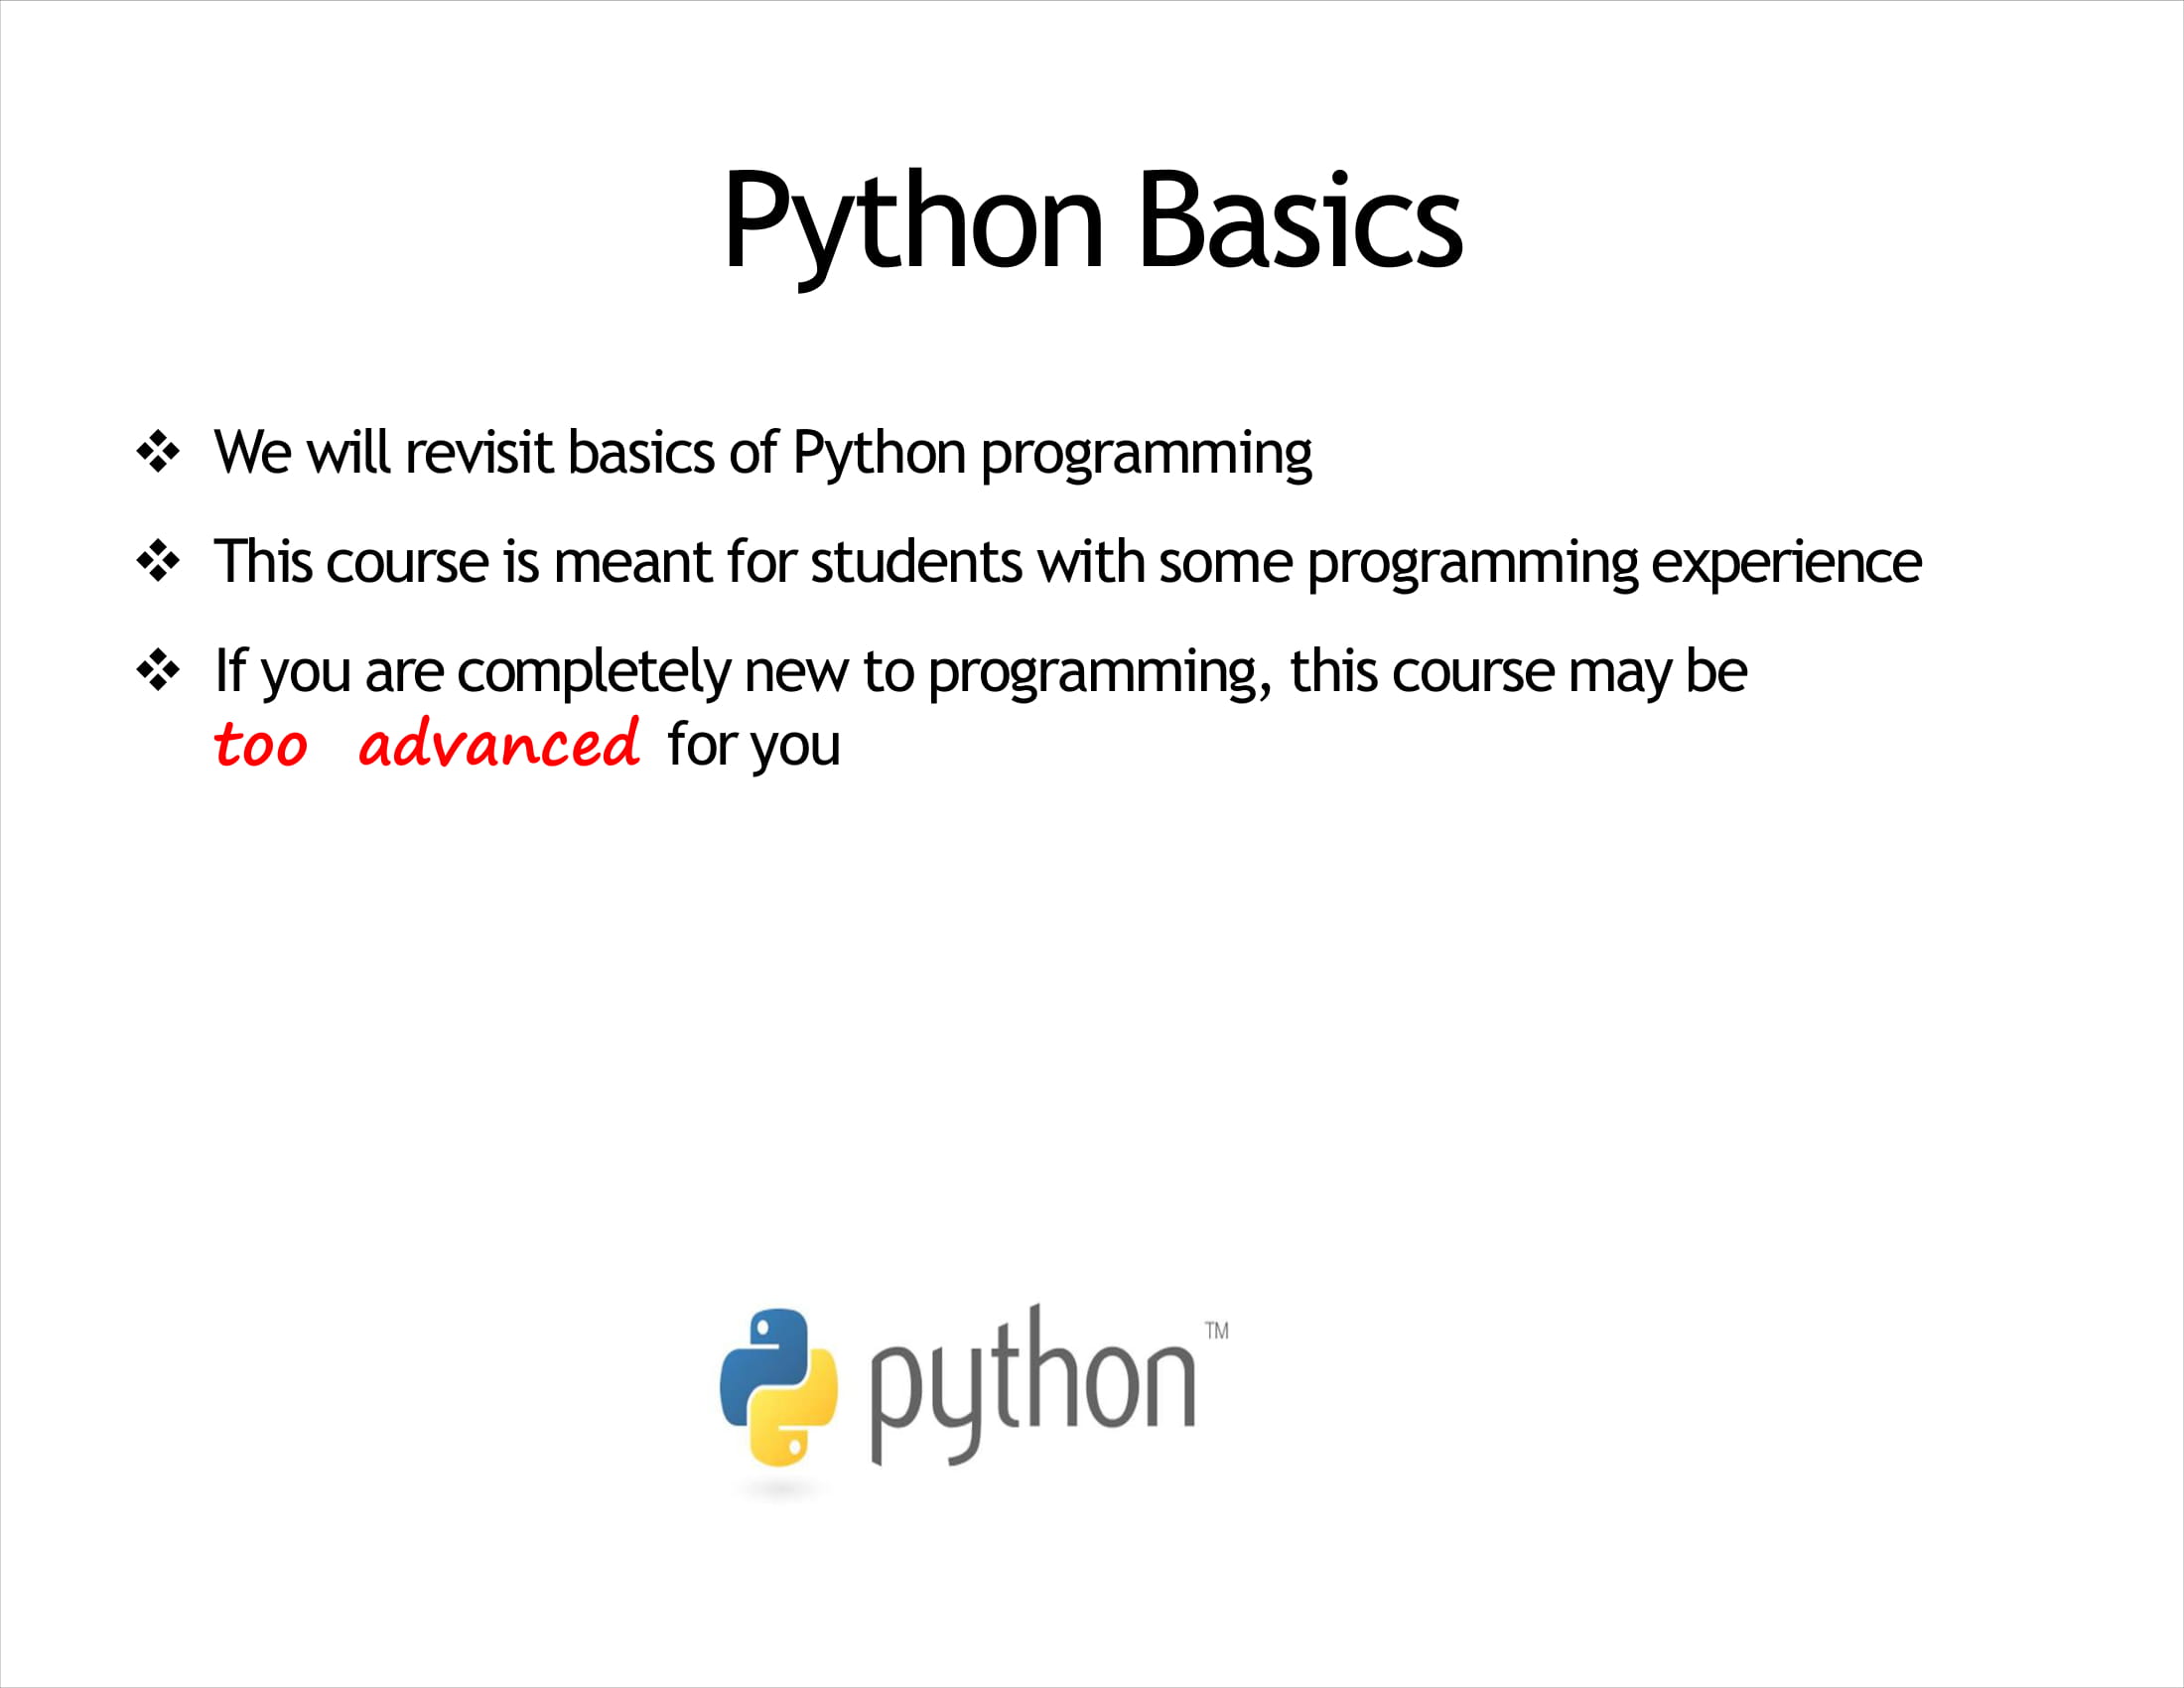 Python Basics
❖ We will revisit basics of Python programming
❖ This course is meant for students with some programming experience
❖ If you are completely new to programming, this course may be
too advanced for you
python™